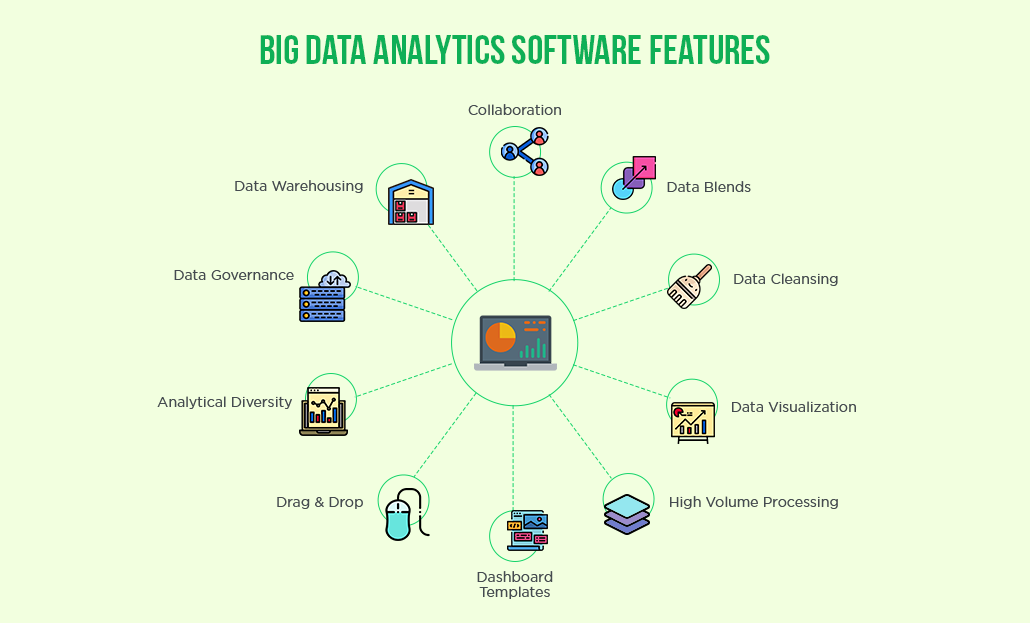 BIG DATA ANALYTICS SOFTWARE FEATURES
Collaboration
Data Warehousing
Data Blends
Data Governance
Data Cleansing
Analytical Diversity
Data Visualization
Drag & Drop
High Volume Processing
Dashboard
Templates